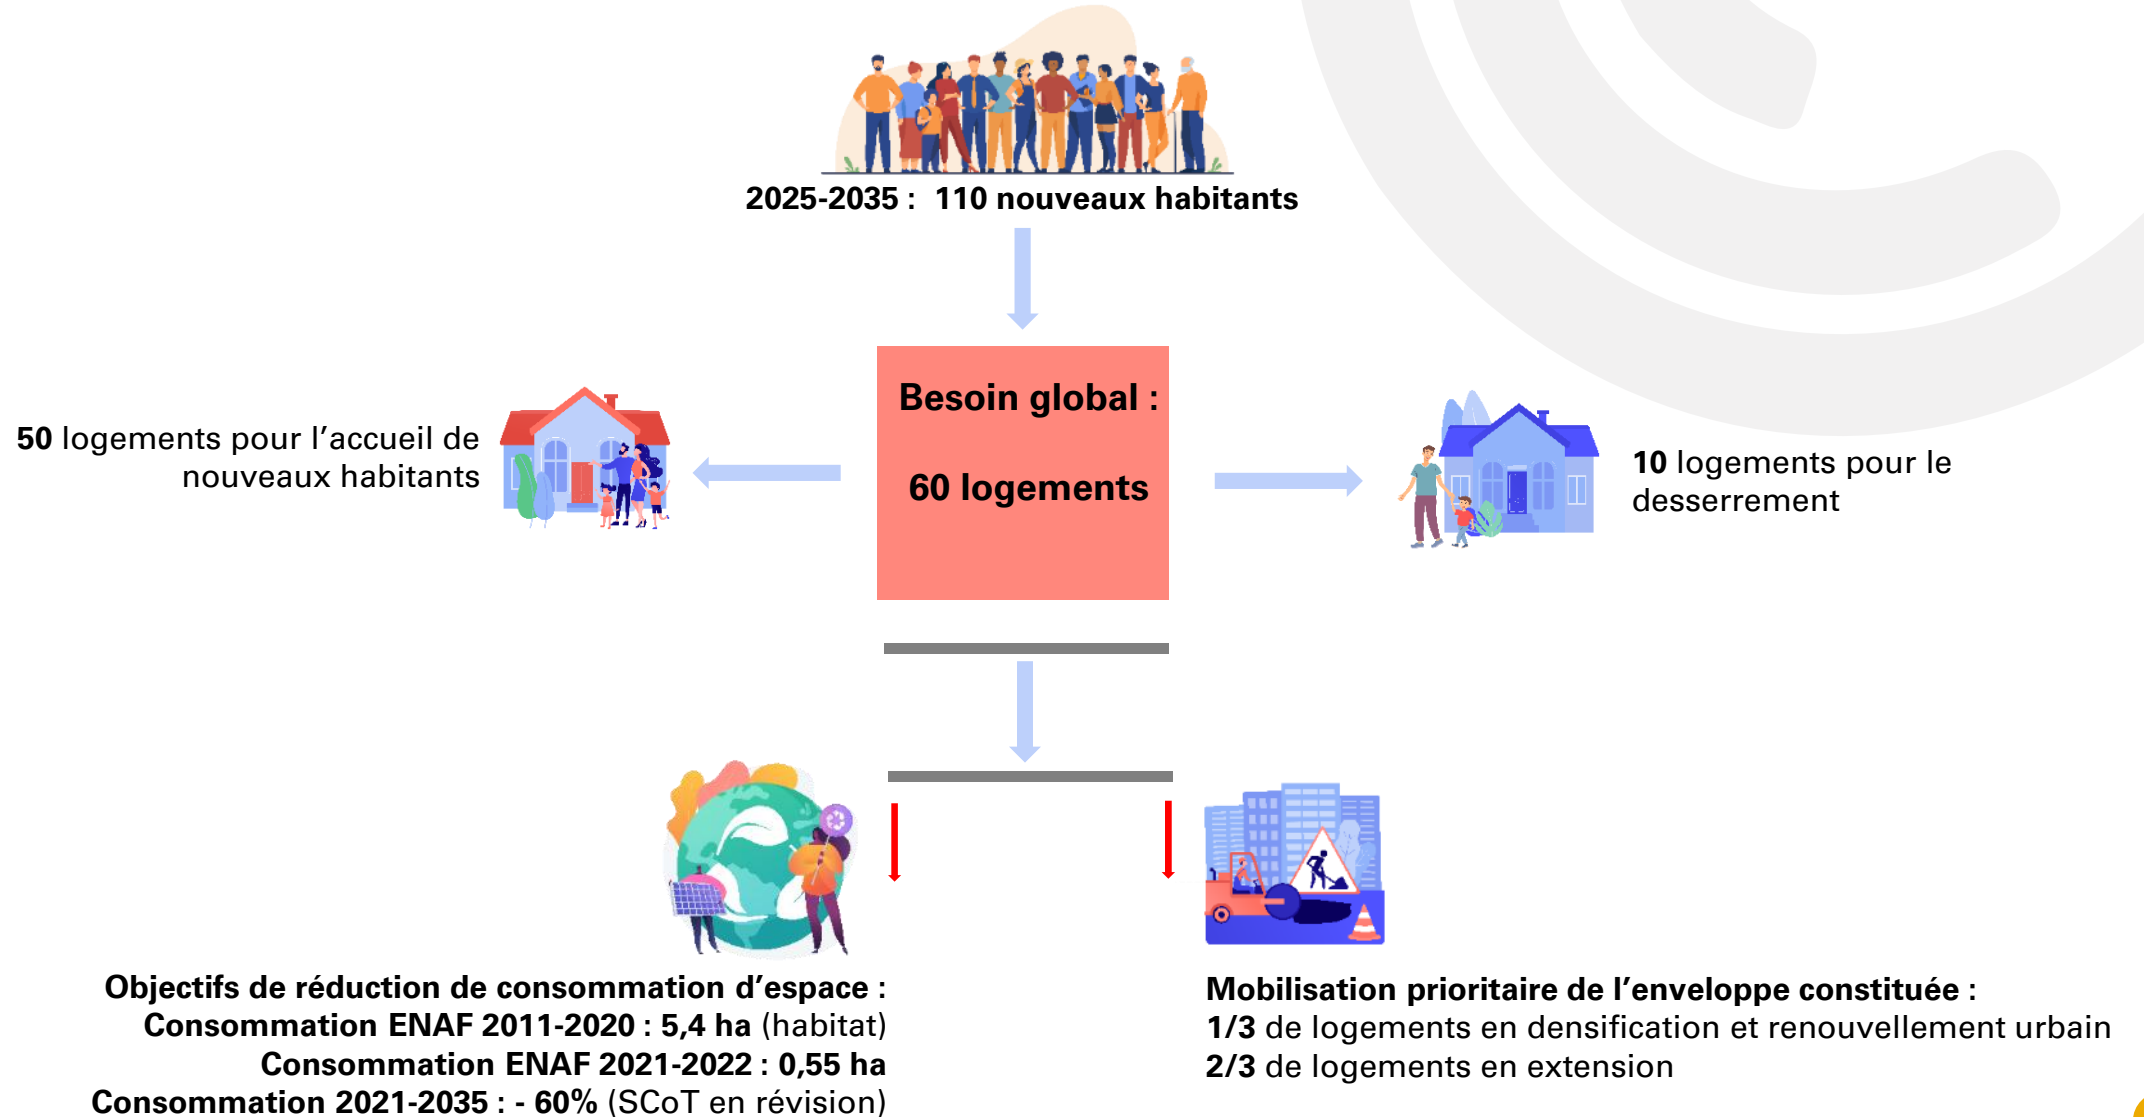 2025-2035 : 110 nouveaux habitants
Besoin global :
60 logements
50 logements pour l’accueil de
nouveaux habitants
10 logements pour le
desserrement
Objectifs de réduction de consommation d’espace :
Consommation ENAF 2011-2020 : 5,4 ha (habitat)
Consommation ENAF 2021-2022 : 0,55 ha
Consommation 2021-2035 : - 60% (SCoT en révision)
Mobilisation prioritaire de l’enveloppe constituée :
1/3 de logements en densification et renouvellement urbain
2/3 de logements en extension